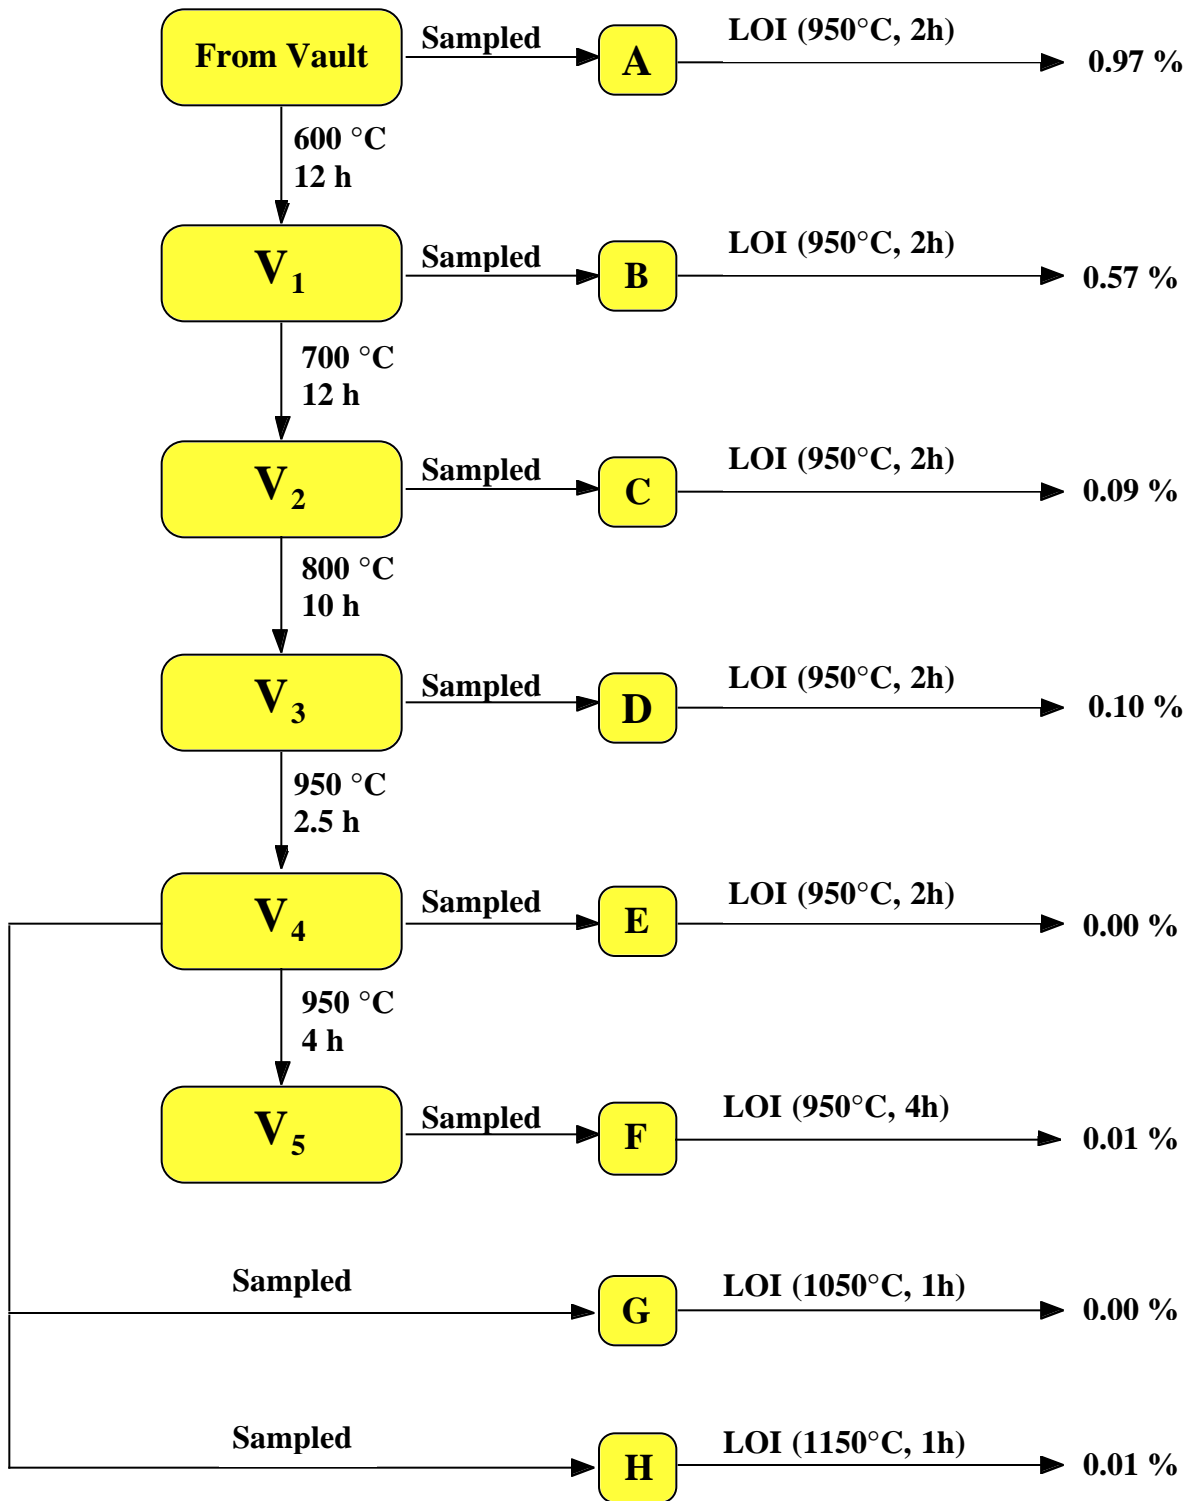 From Vault
Sampled
A
LOI (950°C, 2h)
0.97 %
600 °C
12 h
V1
Sampled
B
LOI (950°C, 2h)
0.57 %
700 °C
12 h
V2
Sampled
C
LOI (950°C, 2h)
0.09 %
800 °C
10 h
V3
Sampled
D
LOI (950°C, 2h)
0.10 %
950 °C
2.5 h
V4
Sampled
E
LOI (950°C, 2h)
0.00 %
950 °C
4 h
V5
Sampled
F
LOI (950°C, 4h)
0.01 %
Sampled
G
LOI (1050°C, 1h)
0.00 %
Sampled
H
LOI (1150°C, 1h)
0.01 %